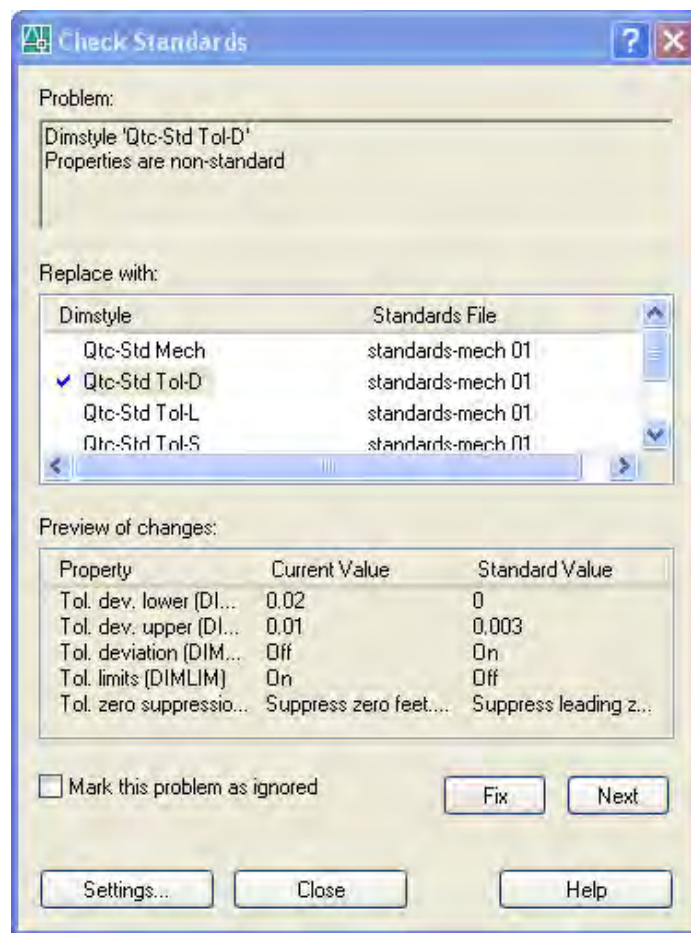 Check Standards
Problem:
Dimstyle 'Qtc-Std Tol-D'
Properties are non-standard
Replace with:
Dimstyle Standards File
Qtc-Std Mech standards-mech 01
Qtc-Std Tol-D standards-mech 01
Qtc-Std Tol-L standards-mech 01
Qtc-Std Tol-S standards-mech 01
Preview of changes:
Property Current Value Standard Value
Tol. dev. lower (DI... 0.02 0
Tol. dev. upper (DI... 0.01 0.003
Tol. deviation (DIM... Off On
Tol. limits (DIMLIM) On Off
Tol. zero suppressio... Suppress zero feet.... Suppress leading z...
Mark this problem as ignored
Fix Next
Settings... Close Help